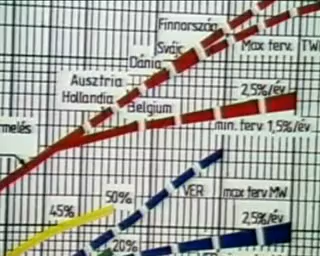 Finnország
Svájc
Max terv. TW
Dánia
Ausztria
Hollandia
Belgium
2,5%/év
melés
min. terv 1,5%/év
VER
max terv MW
50%
45%
2,5%/év
20%